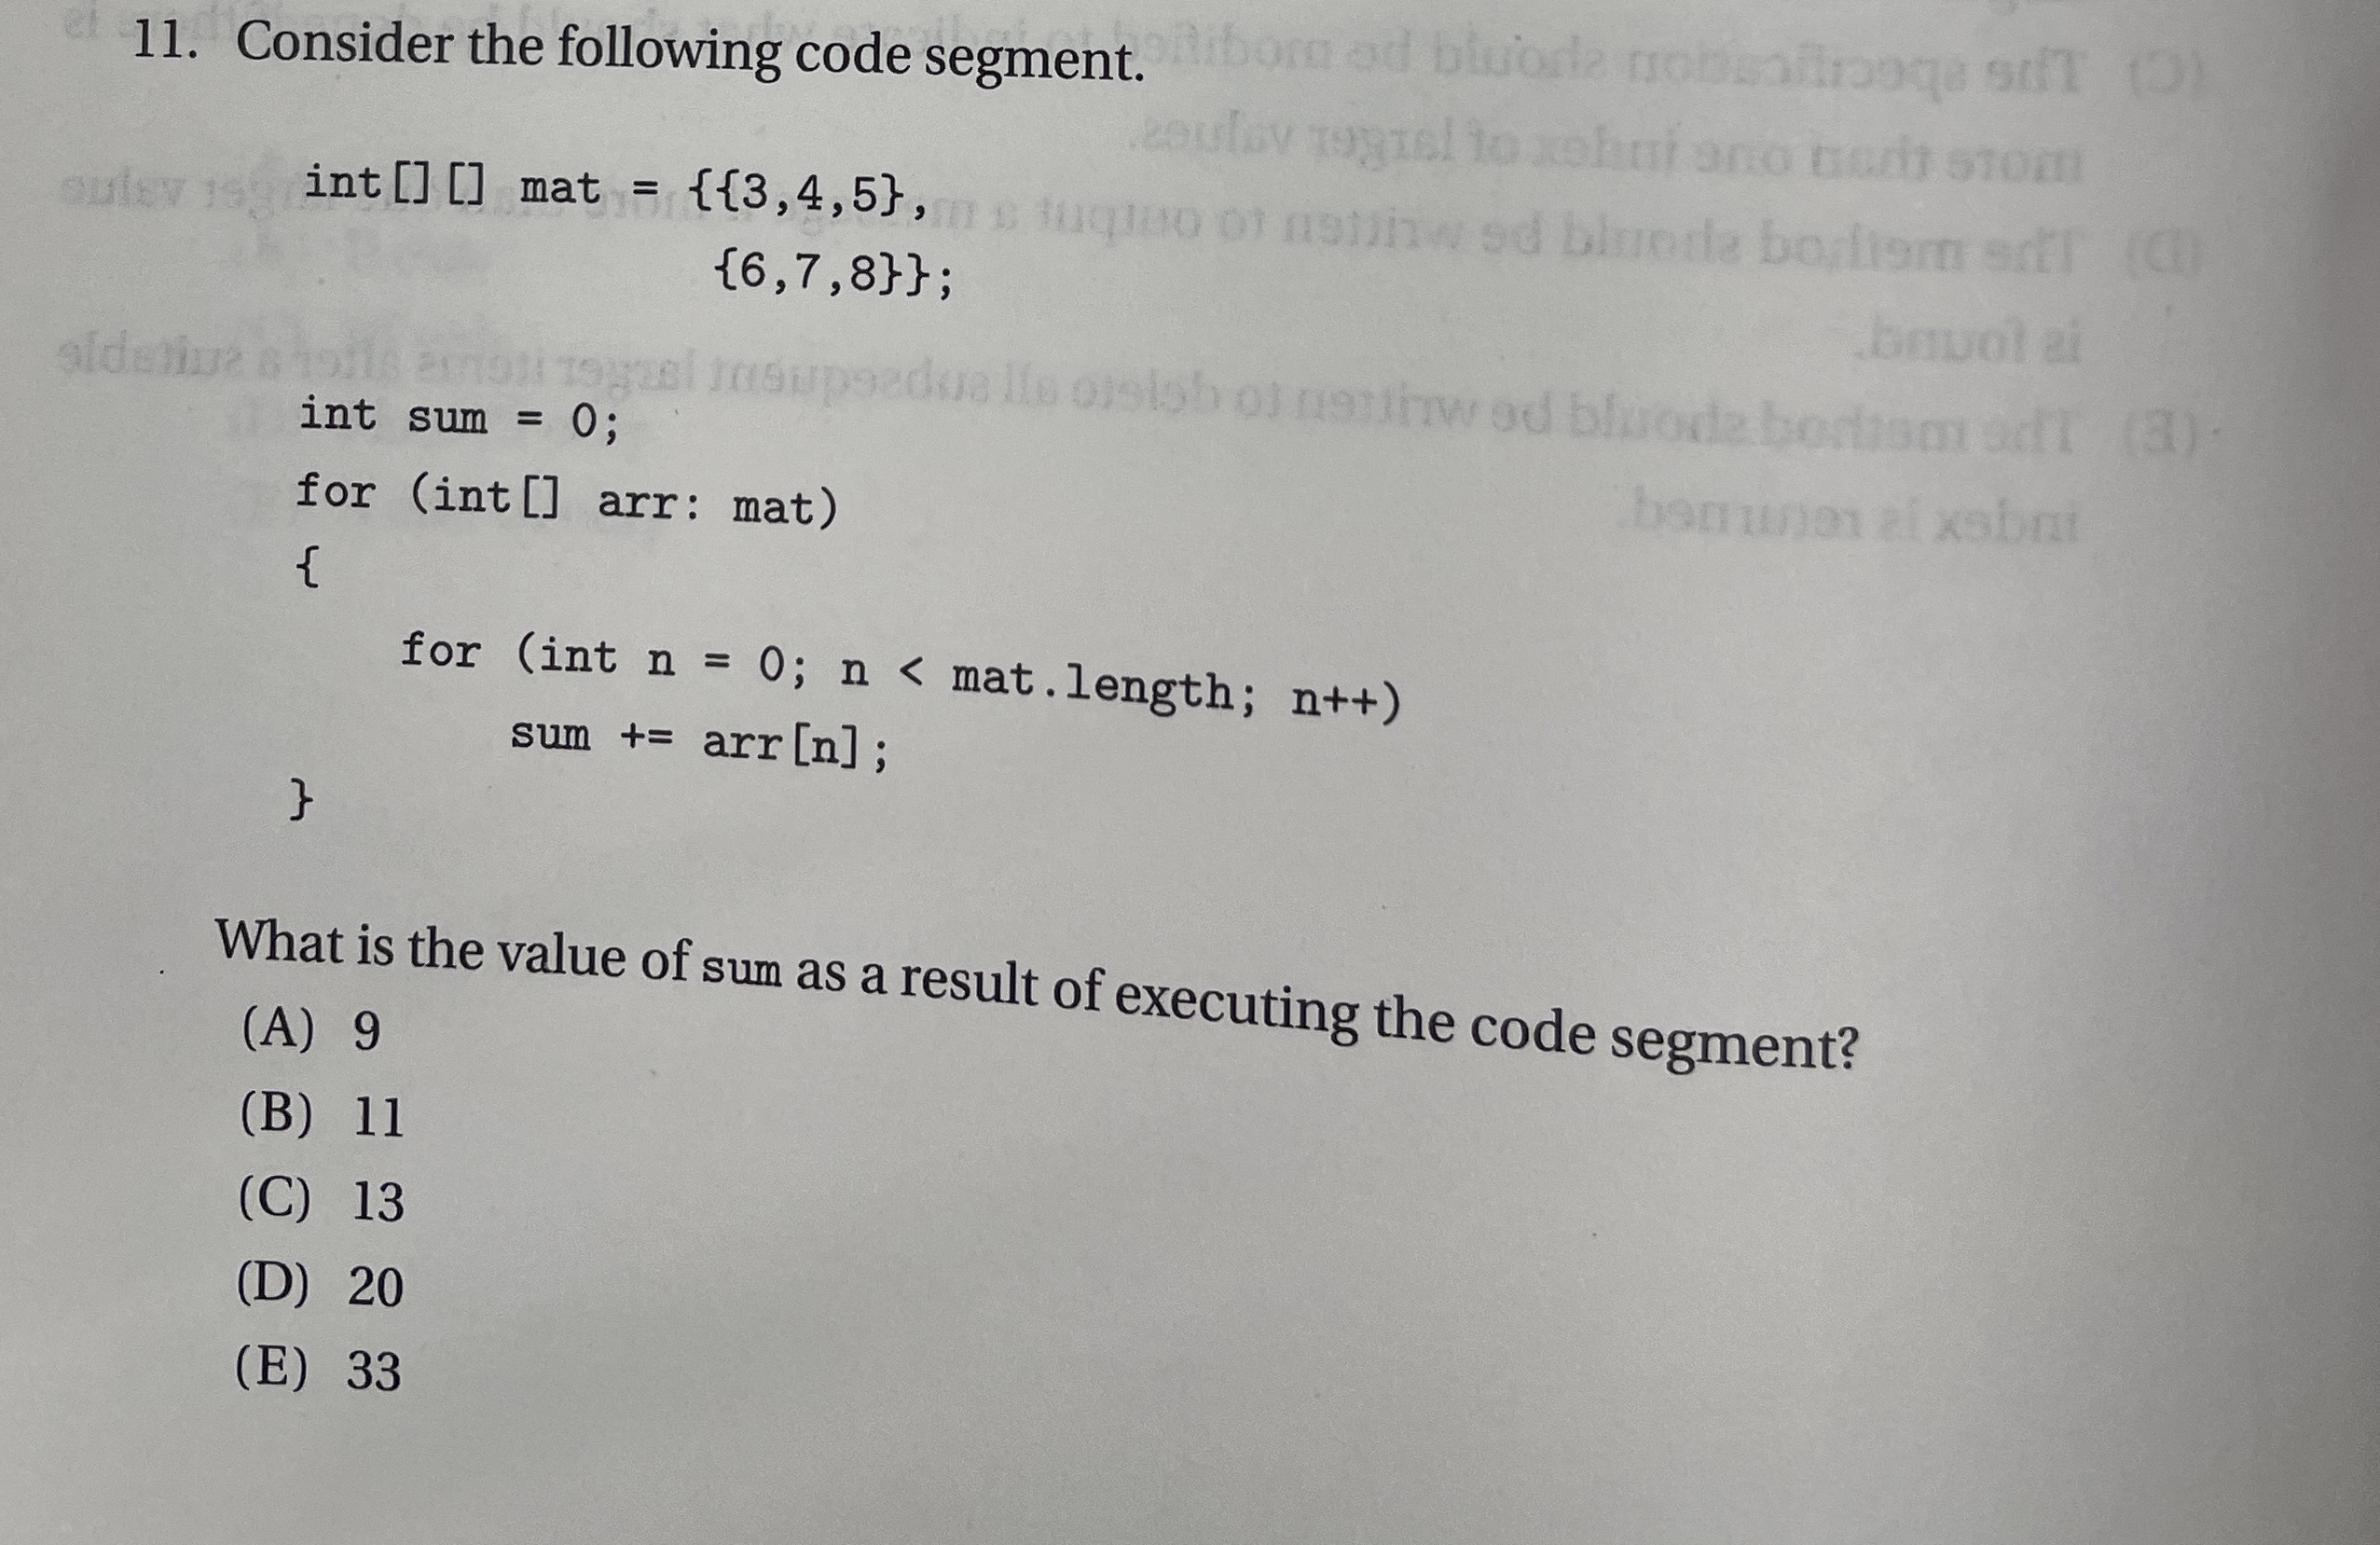 11. Consider the following code segment.
int[][] mat = {{3,4,5},
{6,7,8}};
int sum = 0;
for (int[] arr: mat)
{
for (int n = 0; n < mat.length; n++)
sum += arr[n];
}
What is the value of sum as a result of executing the code segment?
(A) 9
(B) 11
(C) 13
(D) 20
(E) 33